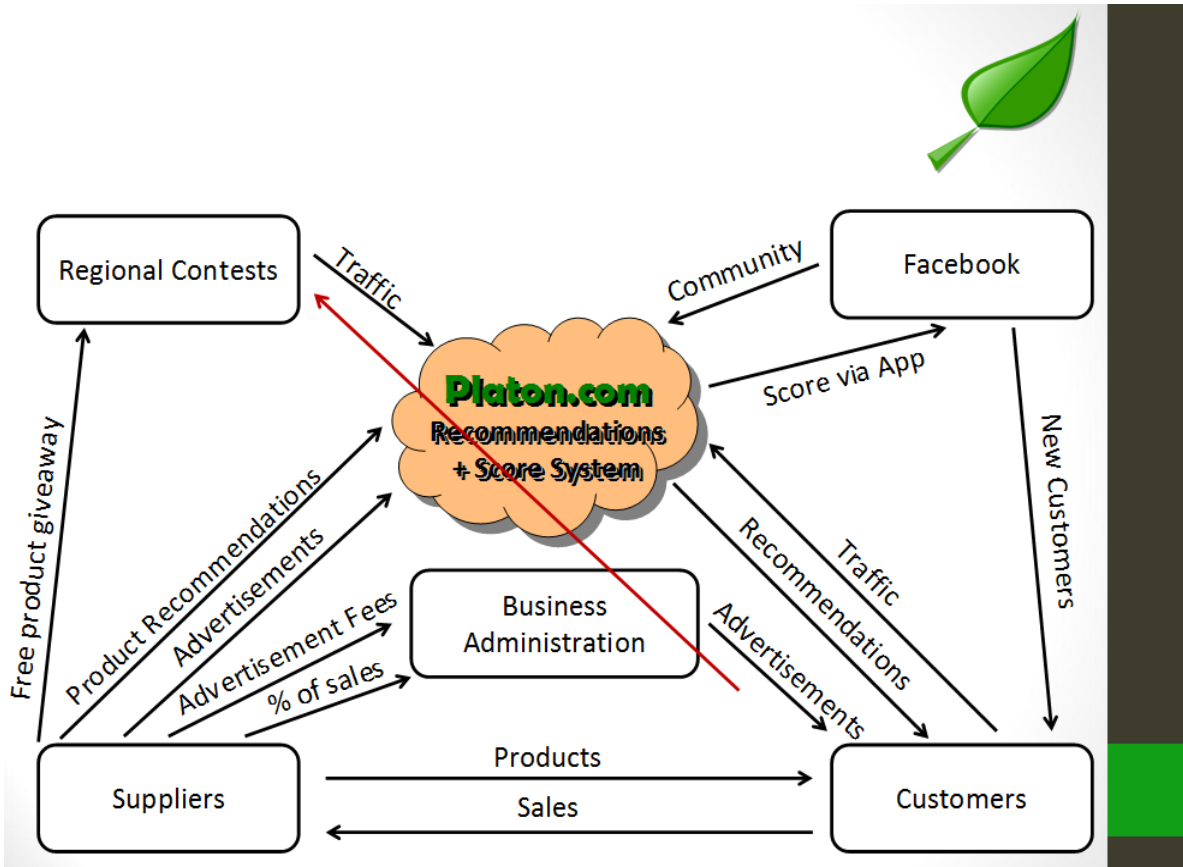 Regional Contests
Traffic
Community
Facebook
Platon.com
Recommendations
+ Score System
Score via App
New Customers
Free product giveaway
Product Recommendations
Advertisements
Advertisement Fees
% of sales
Business
Administration
Advertisements
Recommendations
Traffic
Suppliers
Products
Sales
Customers